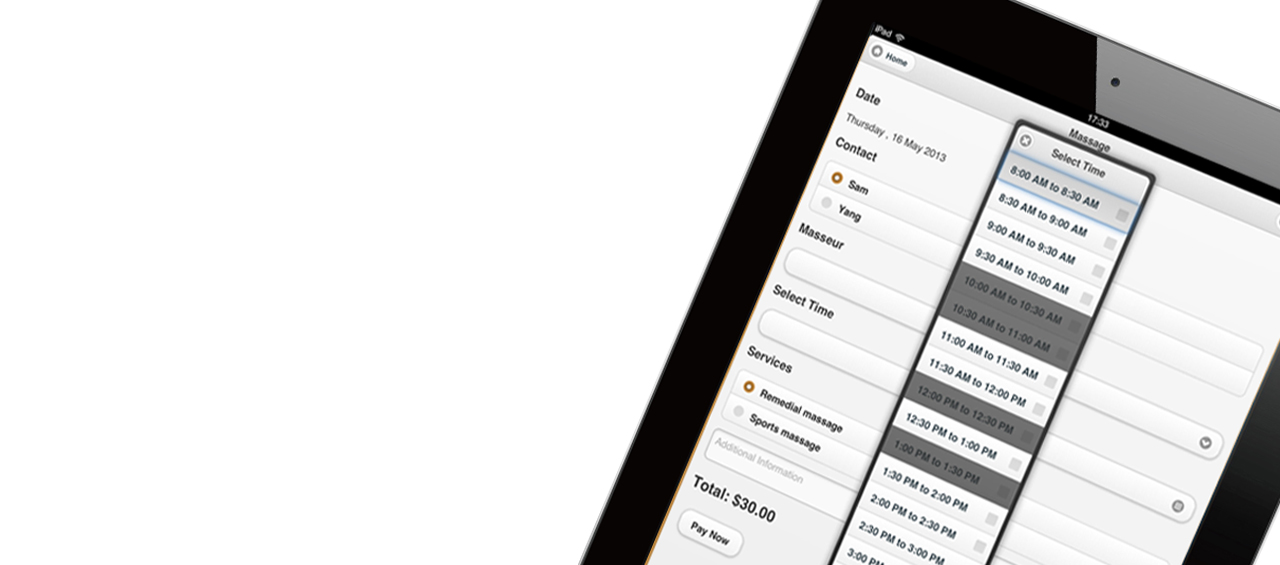 iPad
17:33
Home
Massage
Date
Thursday , 16 May 2013
Contact
Sam
Yang
Masseur
Select Time
Services
Remedial massage
Sports massage
Additional Information
Total: $30.00
Pay Now
Select Time
8:00 AM to 8:30 AM
8:30 AM to 9:00 AM
9:00 AM to 9:30 AM
9:30 AM to 10:00 AM
10:00 AM to 10:30 AM
10:30 AM to 11:00 AM
11:00 AM to 11:30 AM
11:30 AM to 12:00 PM
12:00 PM to 12:30 PM
12:30 PM to 1:00 PM
1:00 PM to 1:30 PM
1:30 PM to 2:00 PM
2:00 PM to 2:30 PM
2:30 PM to 3:00 PM
3:00 PM